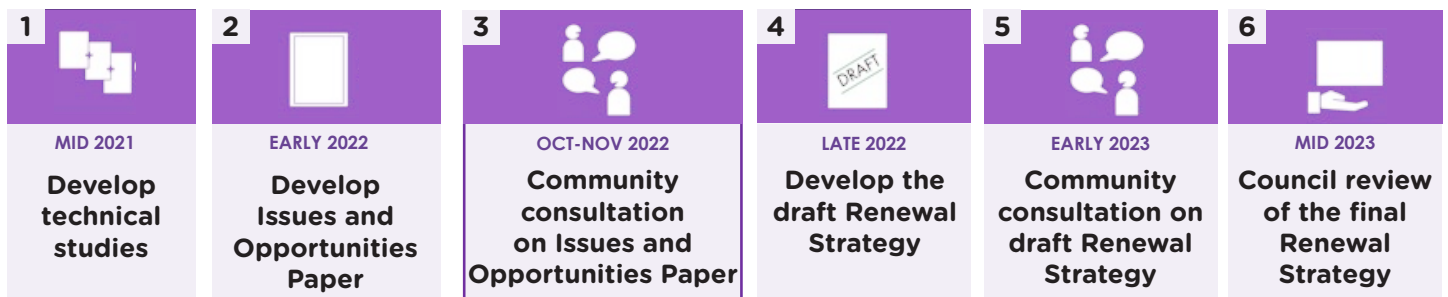 1
MID 2021
Develop
technical
studies
2
EARLY 2022
Develop
Issues and
Opportunities
Paper
3
OCT-NOV 2022
Community
consultation
on Issues and
Opportunities Paper
4
DRAFT
LATE 2022
Develop the
draft Renewal
Strategy
5
EARLY 2023
Community
consultation on
draft Renewal
Strategy
6
MID 2023
Council review
of the final
Renewal
Strategy